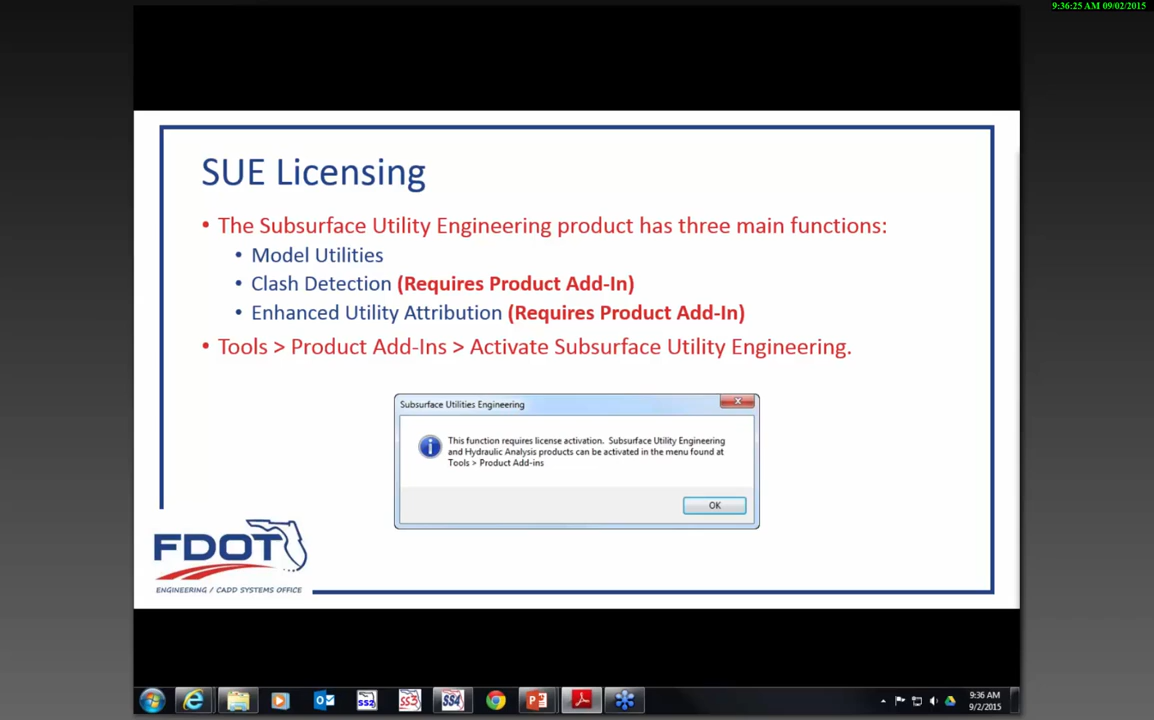 9:36:25 AM 09/02/2015
SUE Licensing
• The Subsurface Utility Engineering product has three main functions:
• Model Utilities
• Clash Detection (Requires Product Add-In)
• Enhanced Utility Attribution (Requires Product Add-In)
• Tools > Product Add-Ins > Activate Subsurface Utility Engineering.
Subsurface Utilities Engineering
This function requires license activation. Subsurface Utility Engineering
and Hydraulic Analysis products can be activated in the menu found at
Tools > Product Add-ins
OK
FDOT
ENGINEERING / CADD SYSTEMS OFFICE
SS2 SS3 SS4
9:36 AM
9/2/2015